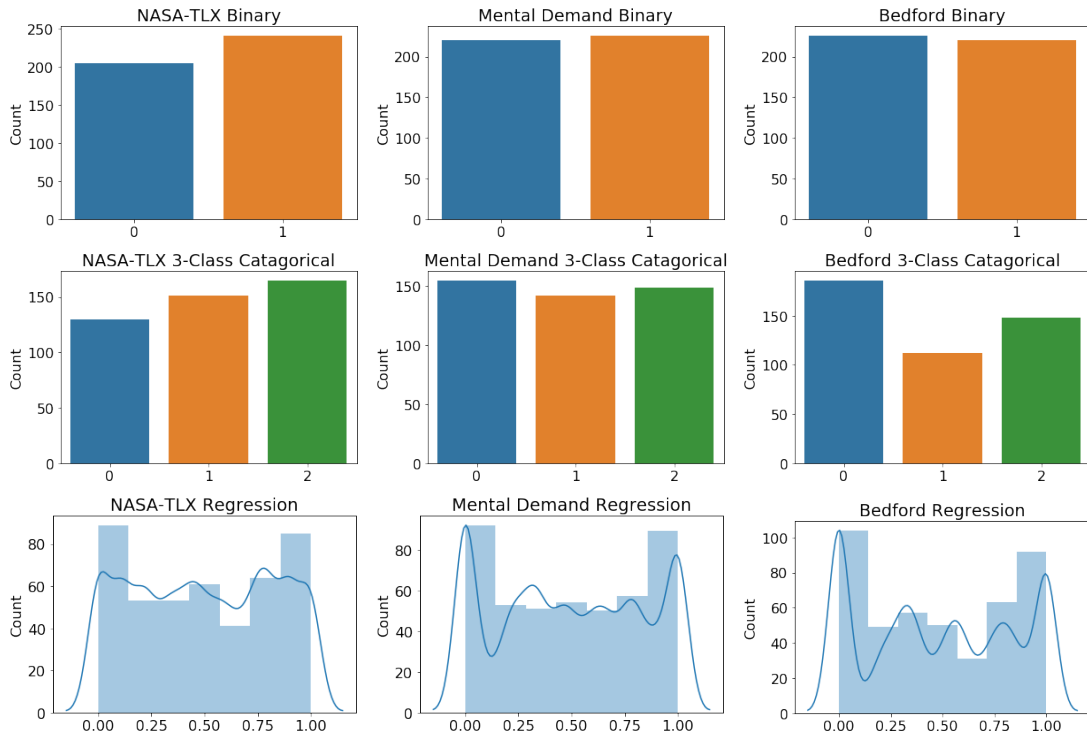 NASA-TLX Binary
Count
250
200
150
100
50
0
0 1
Mental Demand Binary
Count
200
150
100
50
0
0 1
Bedford Binary
Count
200
150
100
50
0
0 1
NASA-TLX 3-Class Catagorical
Count
150
100
50
0
0 1 2
Mental Demand 3-Class Catagorical
Count
150
100
50
0
0 1 2
Bedford 3-Class Catagorical
Count
150
100
50
0
0 1 2
NASA-TLX Regression
Count
80
60
40
20
0
0.00 0.25 0.50 0.75 1.00
Mental Demand Regression
Count
80
60
40
20
0
0.00 0.25 0.50 0.75 1.00
Bedford Regression
Count
100
80
60
40
20
0
0.00 0.25 0.50 0.75 1.00